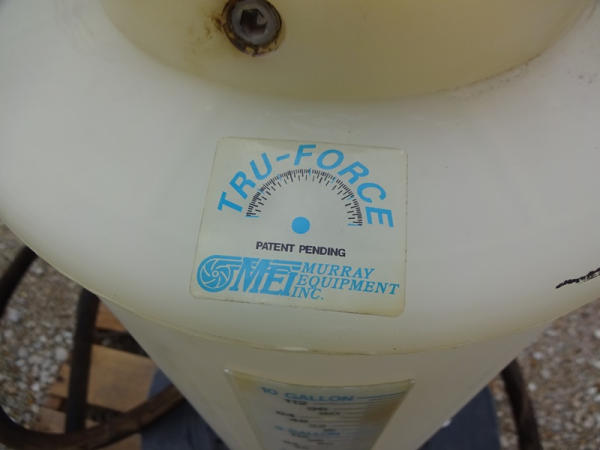 TRU-FORCE
PATENT PENDING
MEI MURRAY
EQUIPMENT
INC.
10 GALLON